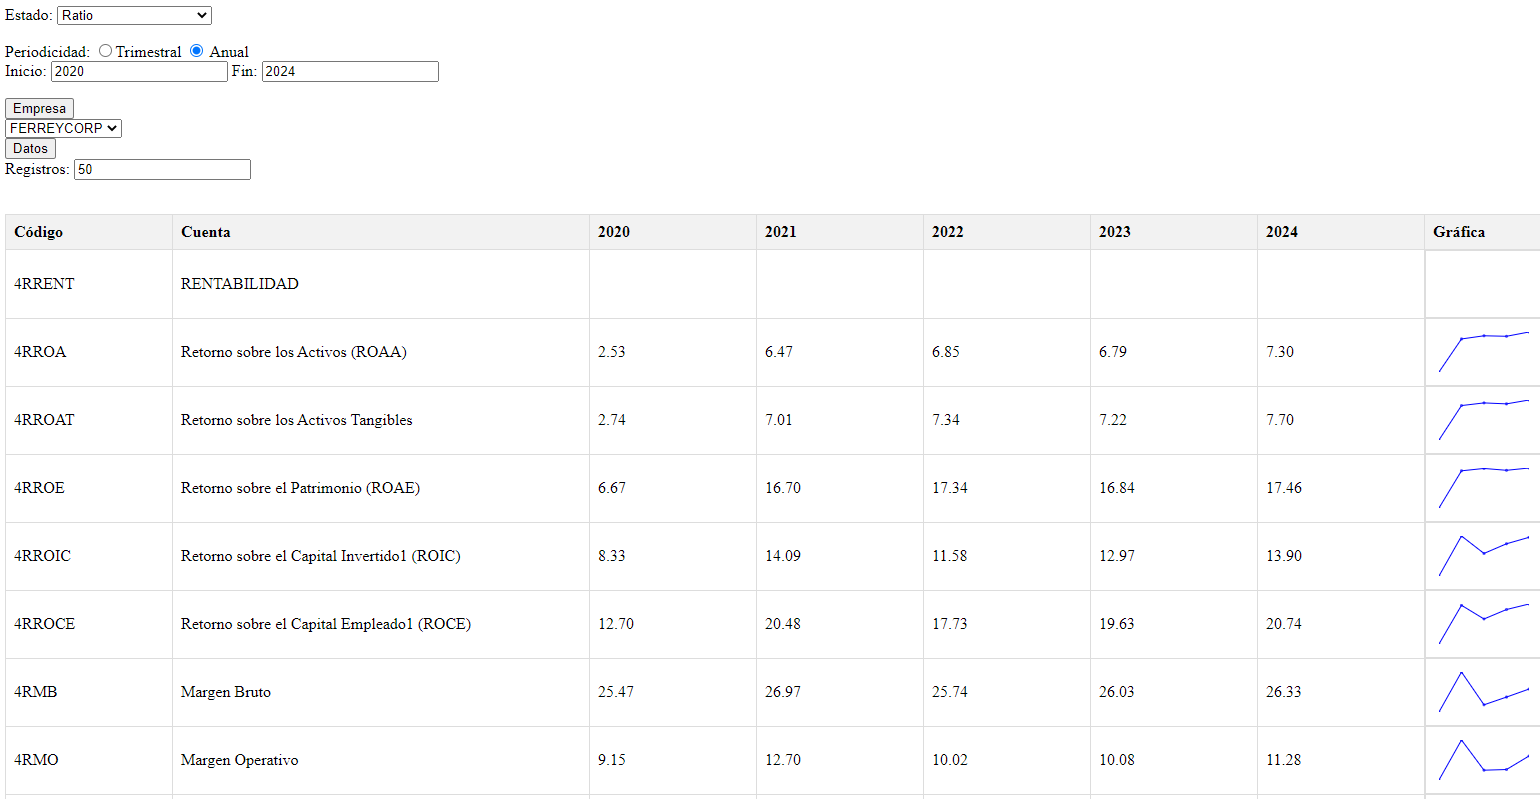 Estado: Ratio
Periodicidad: Trimestral Anual
Inicio: 2020 Fin: 2024
Empresa
FERREYCORP
Datos
Registros: 50
Código Cuenta 2020 2021 2022 2023 2024 Gráfica
4RRENT RENTABILIDAD
4RROA Retorno sobre los Activos (ROAA) 2.53 6.47 6.85 6.79 7.30
4RROAT Retorno sobre los Activos Tangibles 2.74 7.01 7.34 7.22 7.70
4RROE Retorno sobre el Patrimonio (ROAE) 6.67 16.70 17.34 16.84 17.46
4RROIC Retorno sobre el Capital Invertido1 (ROIC) 8.33 14.09 11.58 12.97 13.90
4RROCE Retorno sobre el Capital Empleado1 (ROCE) 12.70 20.48 17.73 19.63 20.74
4RMB Margen Bruto 25.47 26.97 25.74 26.03 26.33
4RMO Margen Operativo 9.15 12.70 10.02 10.08 11.28